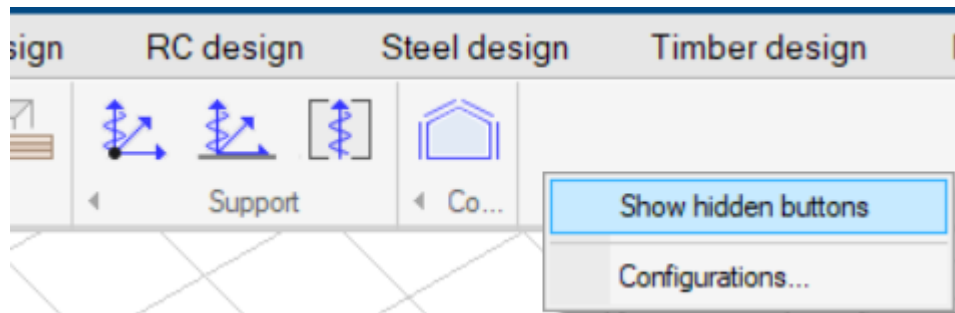 sign RC design Steel design Timber design
Support Co...
Show hidden buttons
Configurations...